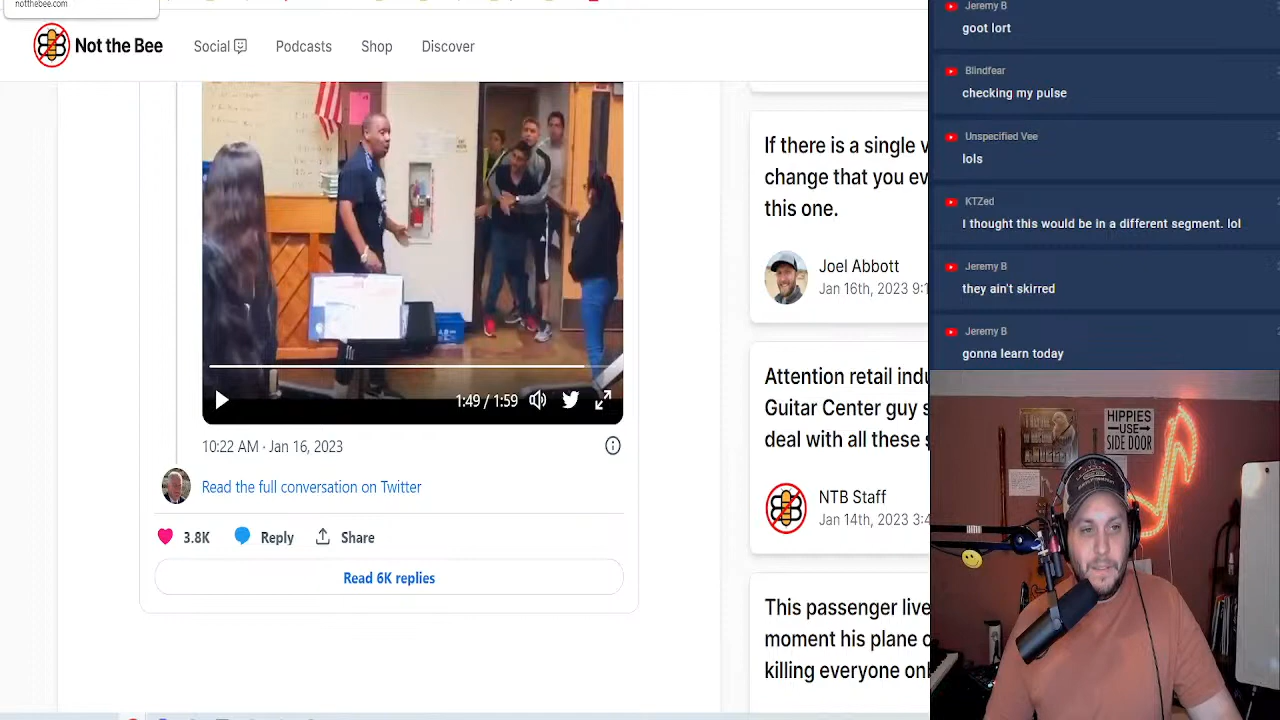 notthebee.com
Not the Bee
Social
Podcasts
Shop
Discover
1:49 / 1:59
10:22 AM · Jan 16, 2023
Read the full conversation on Twitter
3.8K
Reply
Share
Read 6K replies
If there is a single v
change that you ev
this one.
Joel Abbott
Jan 16th, 2023 9:1
Attention retail indu
Guitar Center guy s
deal with all these s
NTB Staff
Jan 14th, 2023 3:4
This passenger live
moment his plane c
killing everyone onl
Jeremy B
goot lort
Blindfear
checking my pulse
Unspecified Vee
lols
KTZed
I thought this would be in a different segment. lol
Jeremy B
they ain't skirred
Jeremy B
gonna learn today
HIPPIES
USE
SIDE DOOR